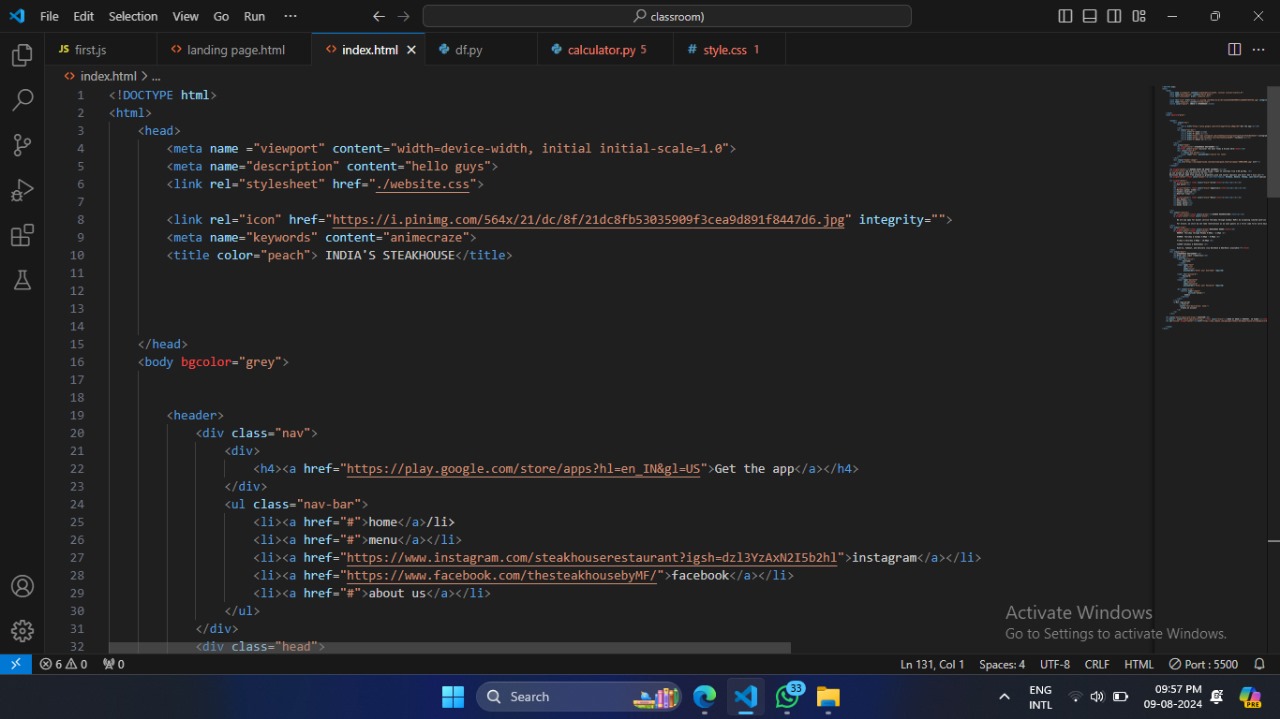 File Edit Selection View Go Run ··· classroom)
JS first.js <> landing page.html <> index.html df.py calculator.py 5 # style.css 1
<> index.html > ...
1 <!DOCTYPE html>
2 <html>
3 <head>
4 <meta name ="viewport" content="width=device-width, initial initial-scale=1.0">
5 <meta name="description" content="hello guys">
6 <link rel="stylesheet" href="./website.css">
7
8 <link rel="icon" href="https://i.pinimg.com/564x/21/dc/8f/21dc8fb53035909f3cea9d891f8447d6.jpg" integrity="">
9 <meta name="keywords" content="animecraze">
10 <title color="peach"> INDIA'S STEAKHOUSE</title>
11
12
13
14
15 </head>
16 <body bgcolor="grey">
17
18
19 <header>
20 <div class="nav">
21 <div>
22 <h4><a href="https://play.google.com/store/apps?hl=en_IN&gl=US">Get the app</a></h4>
23 </div>
24 <ul class="nav-bar">
25 <li><a href="#">home</a>/li>
26 <li><a href="#">menu</a></li>
27 <li><a href="https://www.instagram.com/steakhouserestaurant?igsh=dzl3YzAxN2I5b2hl">instagram</a></li>
28 <li><a href="https://www.facebook.com/thesteakhousebyMF/">facebook</a></li>
29 <li><a href="#">about us</a></li>
30 </ul>
31 </div>
32 <div class="head">
Activate Windows
Go to Settings to activate Windows.
6 0 0 Ln 131, Col 1 Spaces: 4 UTF-8 CRLF HTML Port : 5500
Search 33 ENG INTL 09:57 PM 09-08-2024 PRE